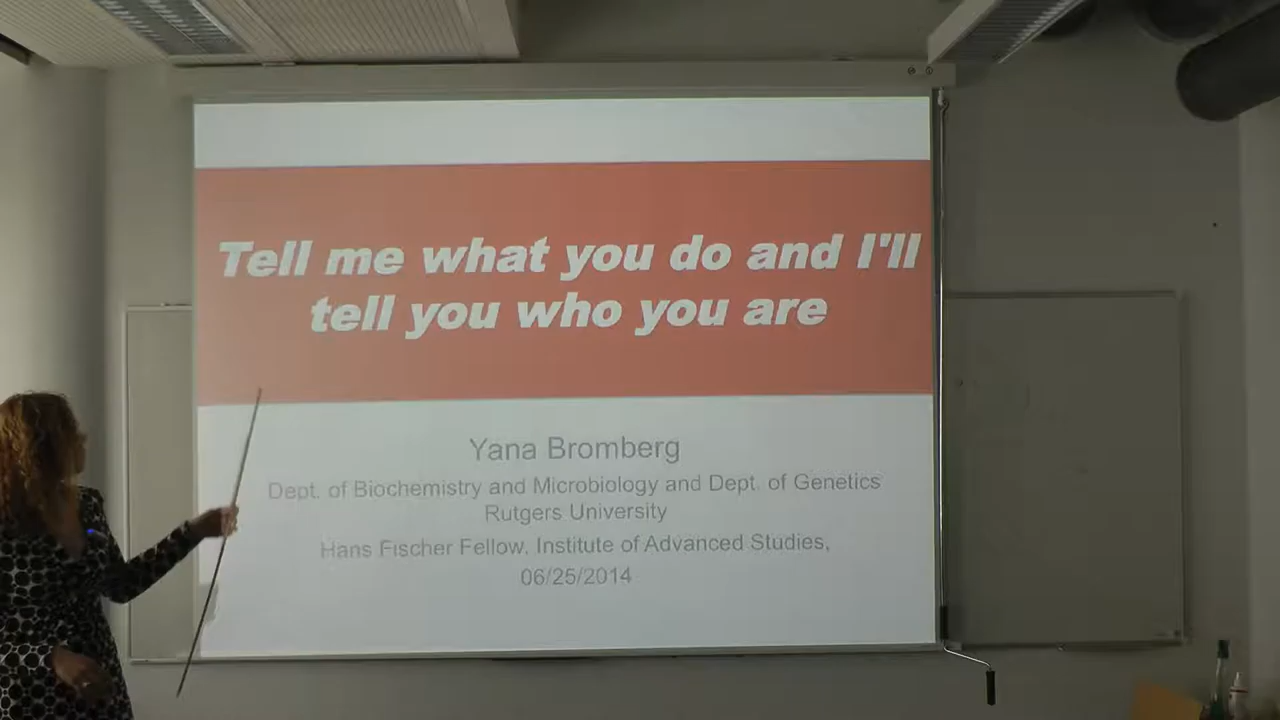 Tell me what you do and I'll
tell you who you are
Yana Bromberg
Dept. of Biochemistry and Microbiology and Dept. of Genetics
Rutgers University
Hans Fischer Fellow, Institute of Advanced Studies,
06/25/2014